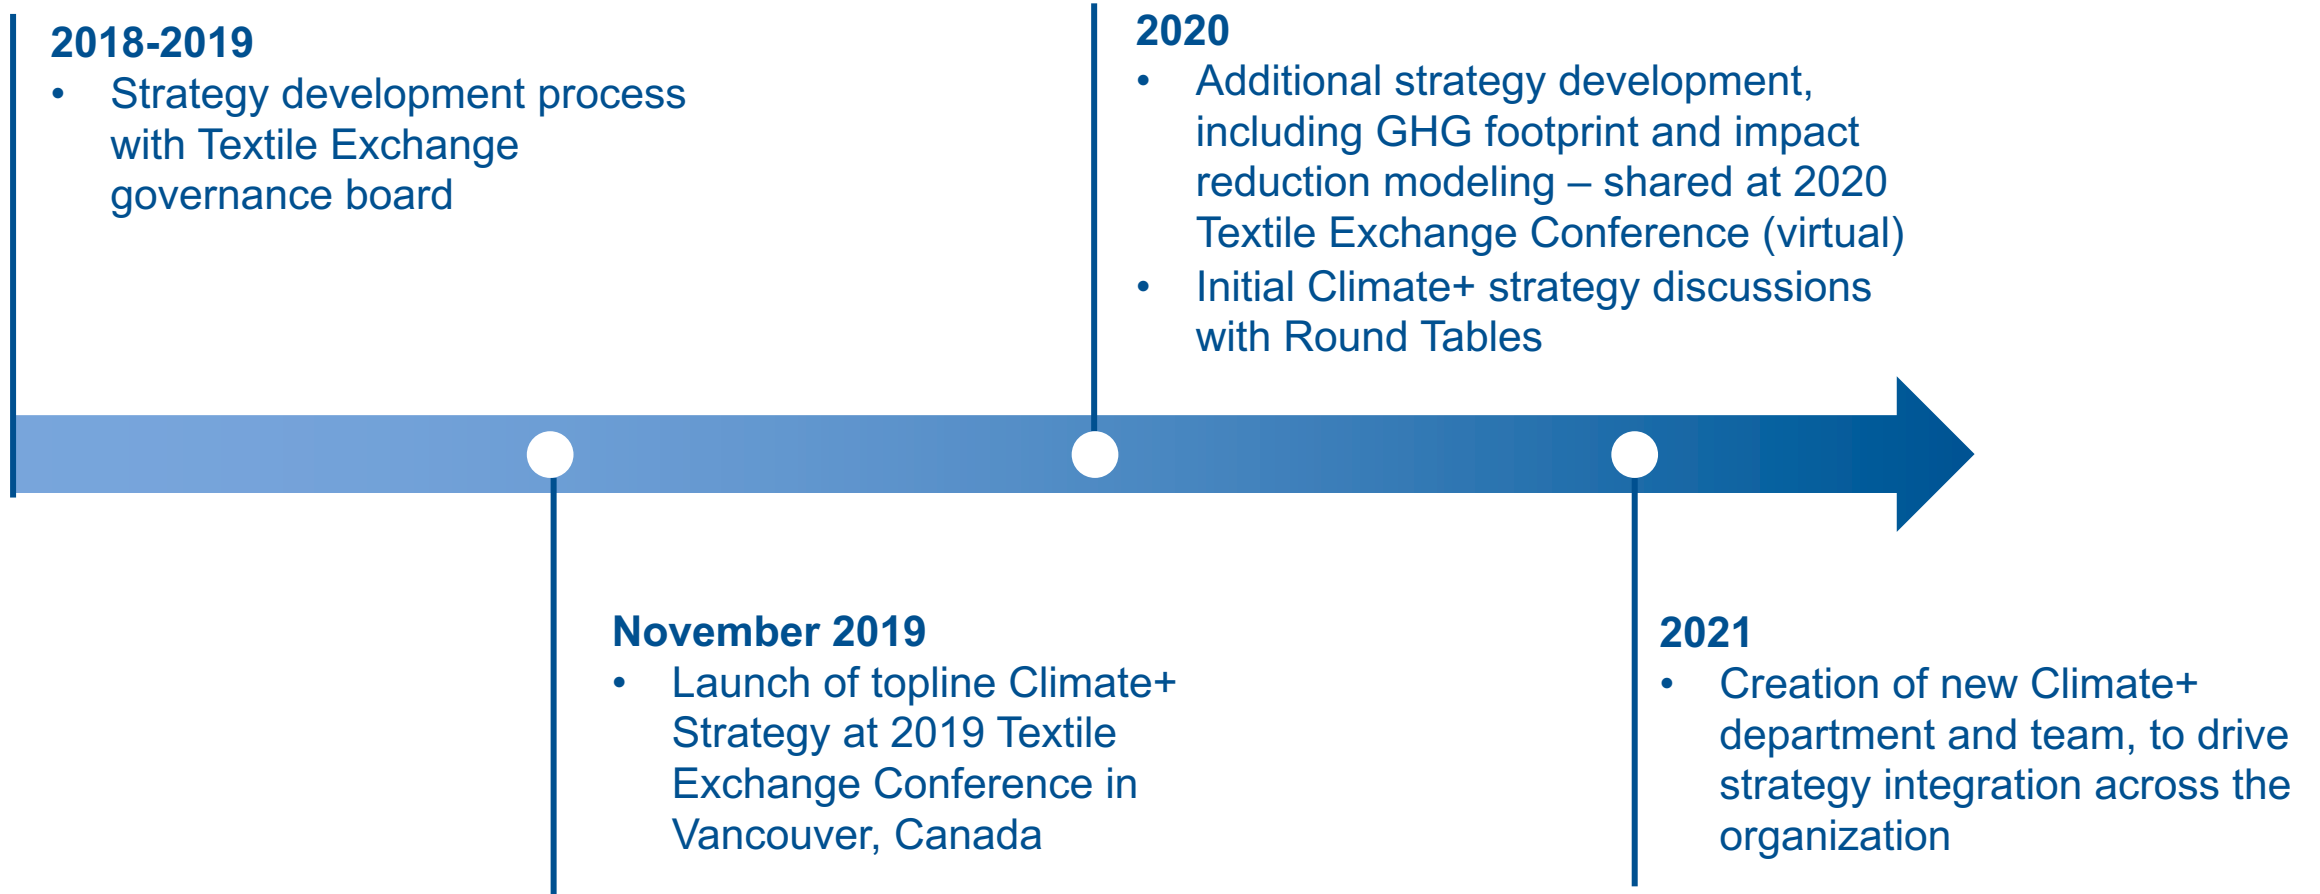 2018-2019
• Strategy development process
with Textile Exchange
governance board
2020
• Additional strategy development,
including GHG footprint and impact
reduction modeling – shared at 2020
Textile Exchange Conference (virtual)
• Initial Climate+ strategy discussions
with Round Tables
November 2019
• Launch of topline Climate+
Strategy at 2019 Textile
Exchange Conference in
Vancouver, Canada
2021
• Creation of new Climate+
department and team, to drive
strategy integration across the
organization